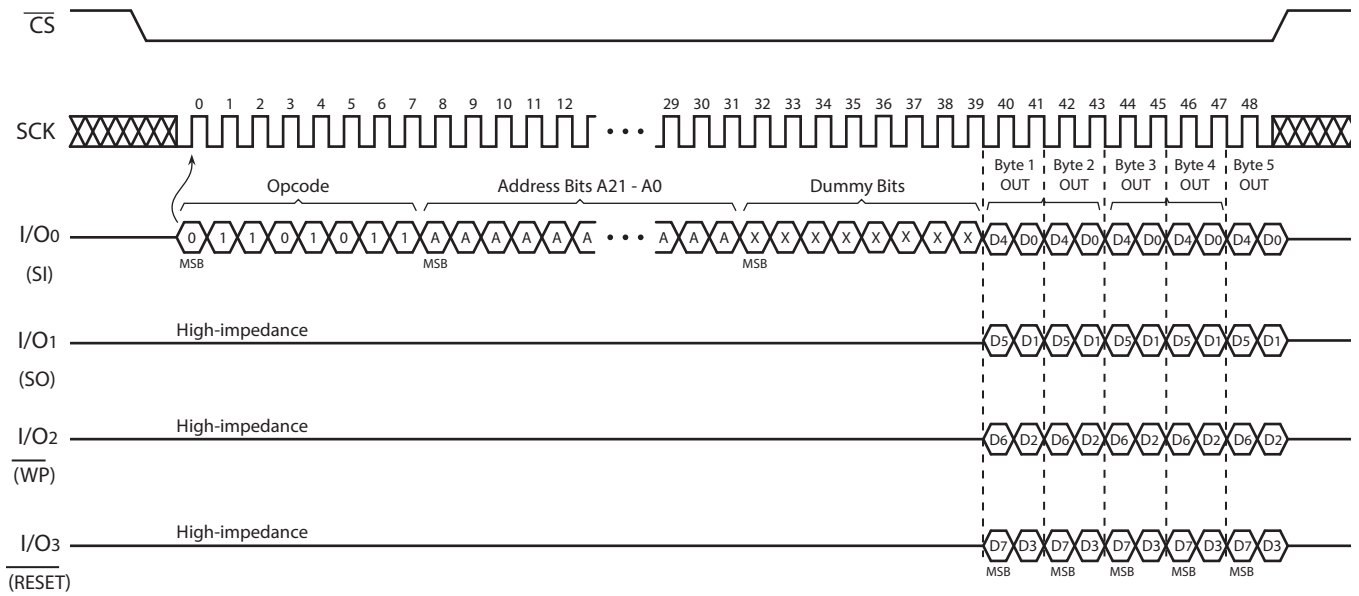 CS
0 1 2 3 4 5 6 7 8 9 10 11 12 29 30 31 32 33 34 35 36 37 38 39 40 41 42 43 44 45 46 47 48
SCK
Opcode Address Bits A21 - A0 Dummy Bits Byte 1 OUT Byte 2 OUT Byte 3 OUT Byte 4 OUT Byte 5 OUT
I/O0 0 1 1 0 1 0 1 1 A A A A A A A A A X X X X X X X X D4 D0 D4 D0 D4 D0 D4 D0 D4 D0
MSB MSB MSB
(SI)
High-impedance
I/O1 D5 D1 D5 D1 D5 D1 D5 D1 D5 D1
(SO)
High-impedance
I/O2 D6 D2 D6 D2 D6 D2 D6 D2 D6 D2
(WP)
High-impedance
I/O3 D7 D3 D7 D3 D7 D3 D7 D3 D7 D3
MSB MSB MSB MSB MSB
(RESET)